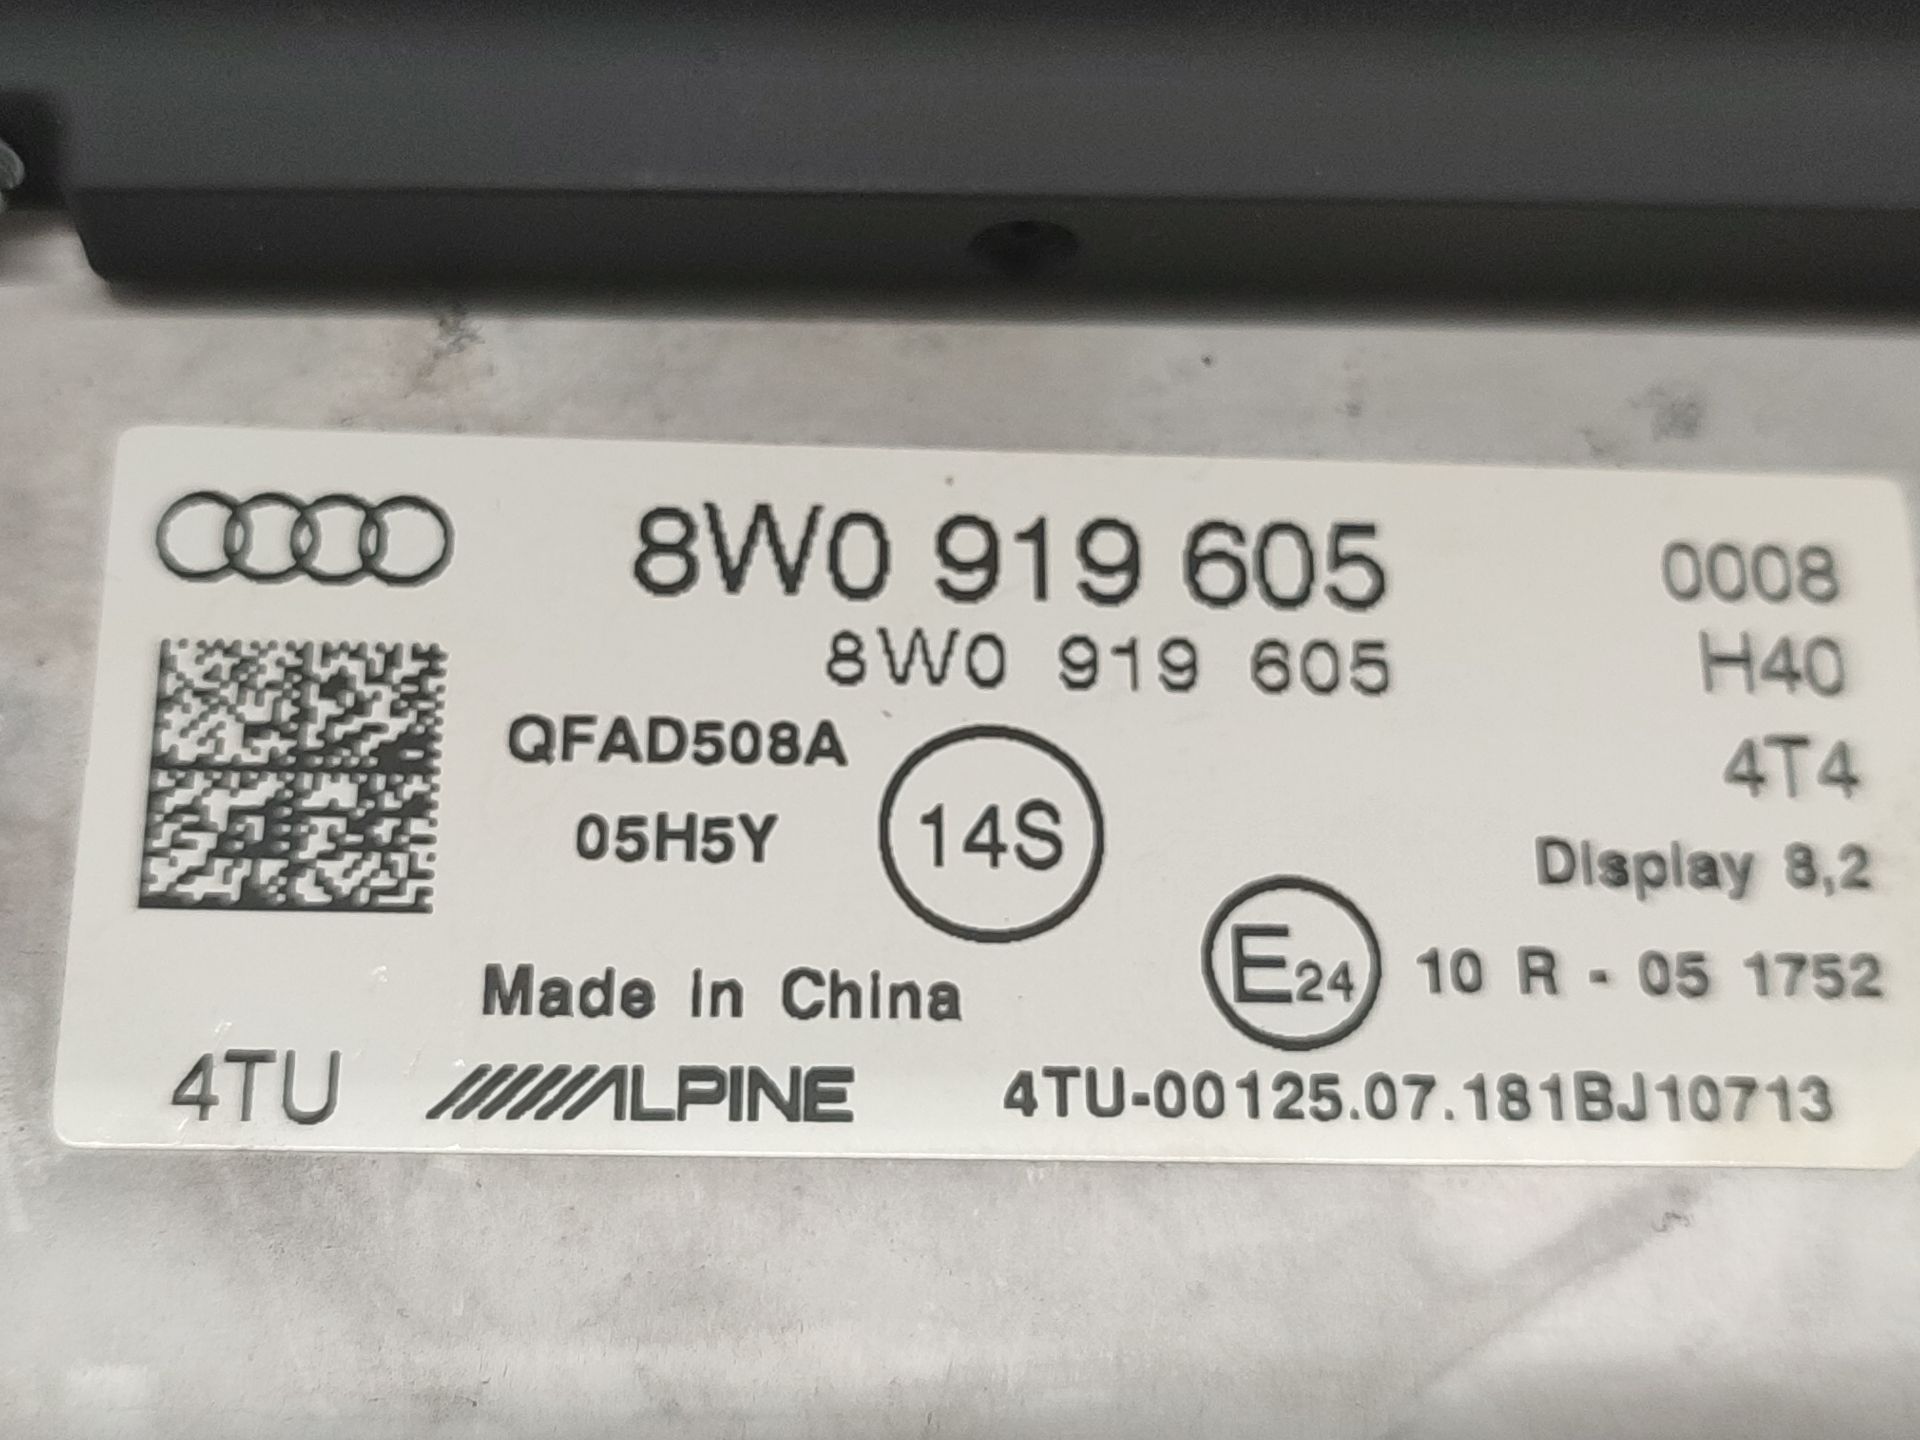 8W0 919 605 0008
8W0 919 605 H40
QFAD508A 4T4
05H5Y 14S Display 8,2
E24 10 R - 05 1752
Made in China
4TU ALPINE 4TU-00125.07.181BJ10713